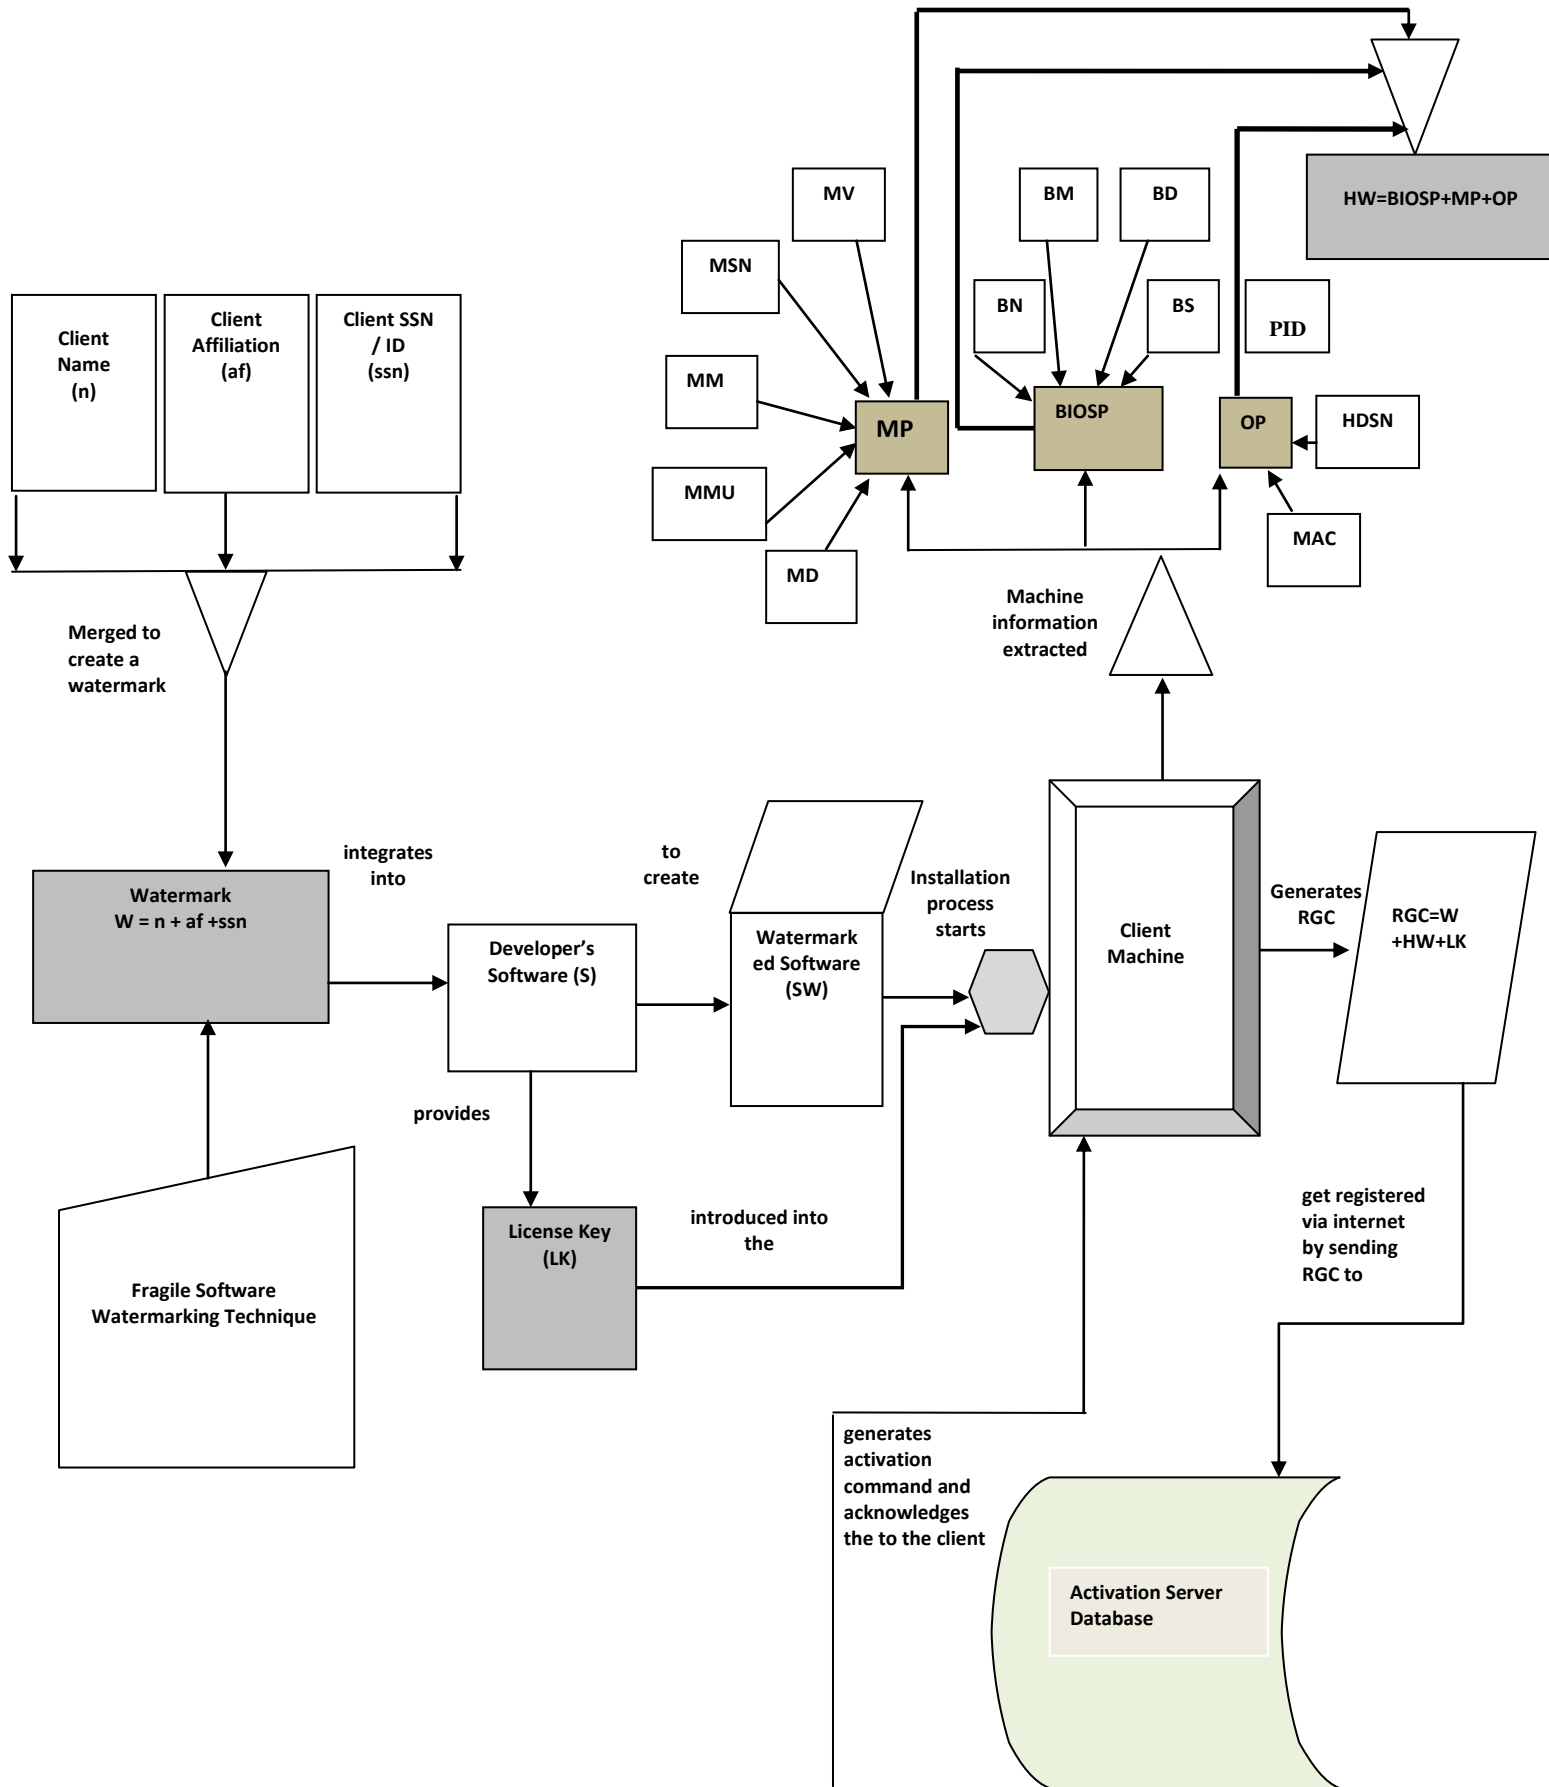 MV
BM
BD
HW=BIOSP+MP+OP
MSN
BN
BS
PID
Client
Name
(n)
Client
Affiliation
(af)
Client SSN
/ ID
(ssn)
MM
MP
BIOSP
OP
HDSN
MMU
MAC
MD
Machine
information
extracted
Merged to
create a
watermark
integrates
into
to
create
Installation
process
starts
Watermark
W = n + af +ssn
Developer’s
Software (S)
Watermark
ed Software
(SW)
Client
Machine
Generates
RGC
RGC=W
+HW+LK
provides
License Key
(LK)
introduced into
the
get registered
via internet
by sending
RGC to
Fragile Software
Watermarking Technique
generates
activation
command and
acknowledges
the to the client
Activation Server
Database